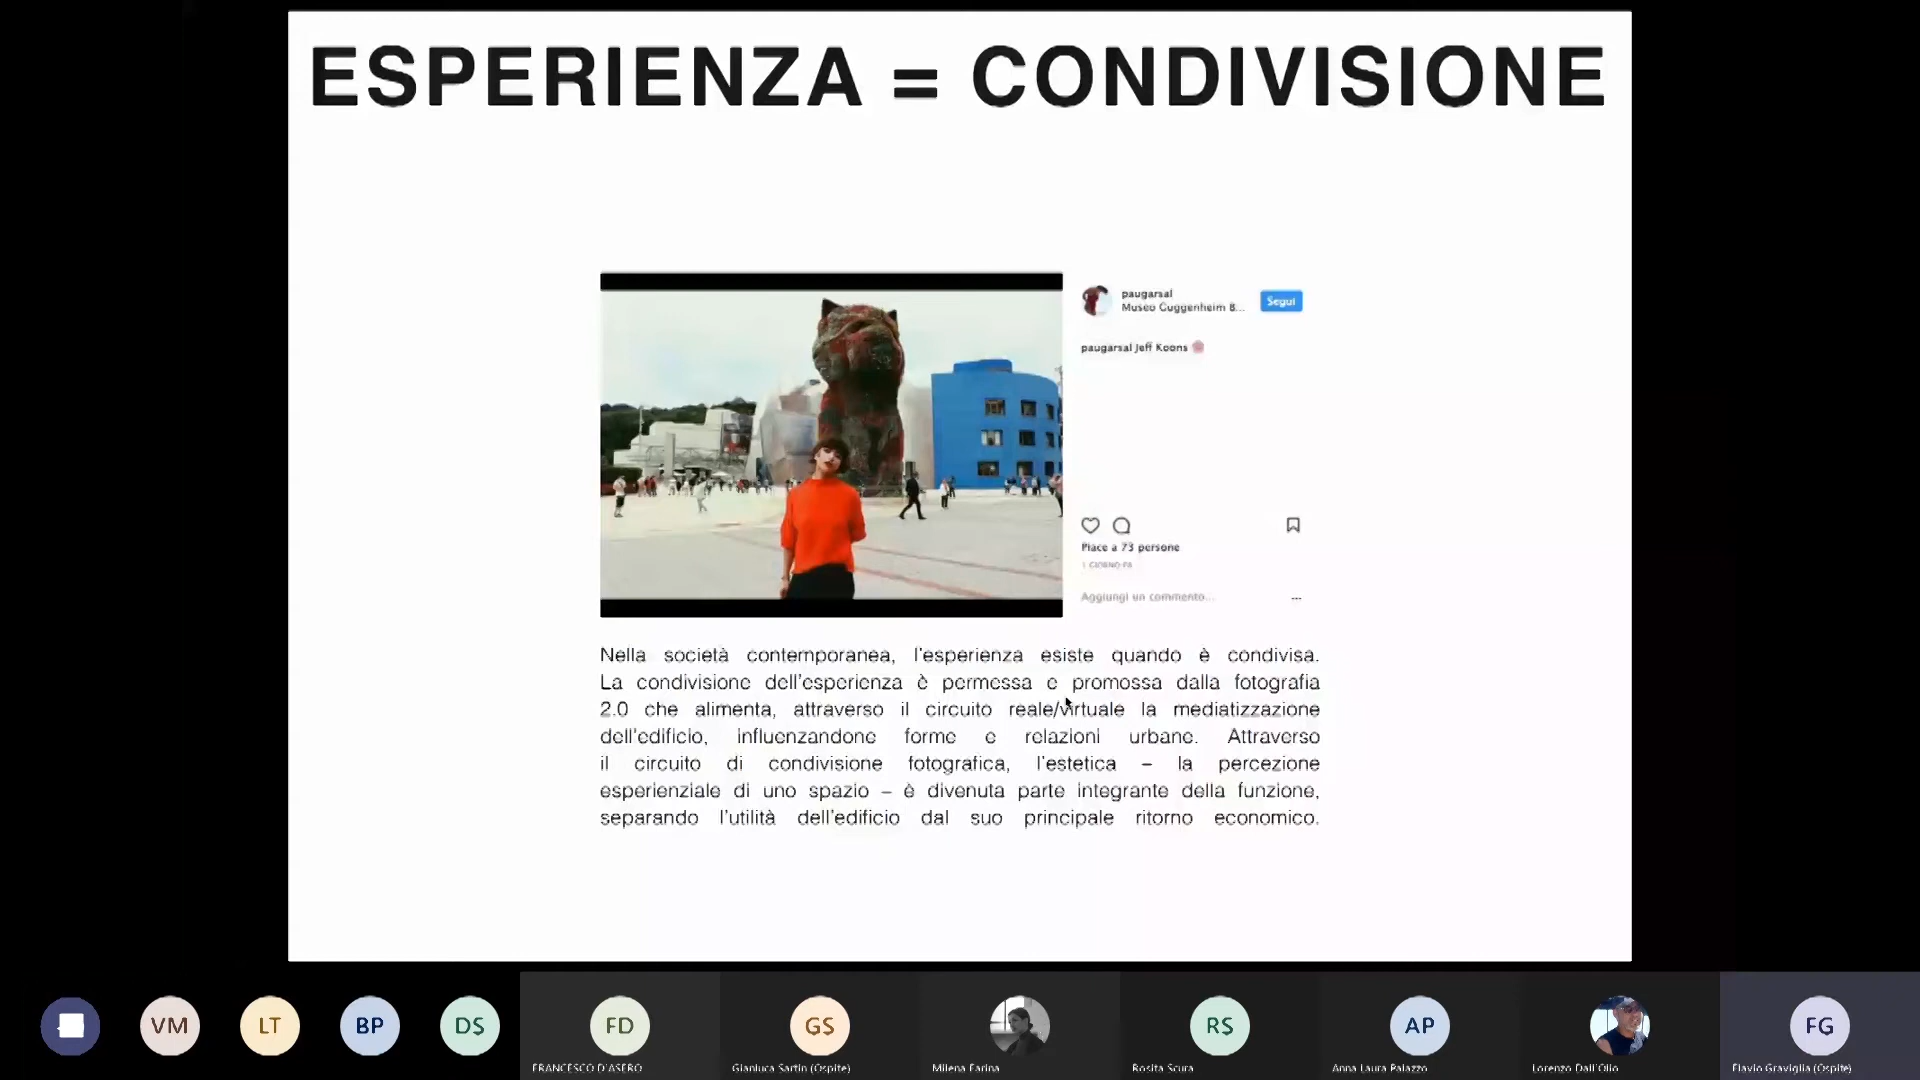 ESPERIENZA = CONDIVISIONE
paugarsal
Museo Guggenheim B...
Segui
paugarsal Jeff Koons
Piace a 73 persone
1 GIORNO FA
Aggiungi un commento...
...
Nella società contemporanea, l'esperienza esiste quando è condivisa.
La condivisione dell'esperienza è permessa e promossa dalla fotografia
2.0 che alimenta, attraverso il circuito reale/virtuale la mediatizzazione
dell'edificio, influenzandone forme e relazioni urbane. Attraverso
il circuito di condivisione fotografica, l'estetica – la percezione
esperienziale di uno spazio – è divenuta parte integrante della funzione,
separando l'utilità dell'edificio dal suo principale ritorno economico.
VM
LT
BP
DS
FD
GS
RS
AP
FG
FRANCESCO D'ASERO
Gianluca Sartin (Ospite)
Milena Farina
Rosita Scura
Anna Laura Palazzo
Lorenzo Dall'Olio
Flavio Graviglia (Ospite)